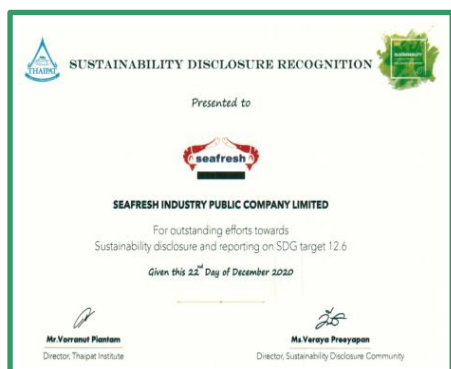 THAIPAT
SUSTAINABILITY DISCLOSURE RECOGNITION
Presented to
seafresh
SEAFRESH INDUSTRY PUBLIC COMPANY LIMITED
For outstanding efforts towards
Sustainability disclosure and reporting on SDG target 12.6
Given this 22nd Day of December 2020
Mr.Vorranut Piantam
Ms.Veraya Preeyapan
Director, Thaipat Institute
Director, Sustainability Disclosure Community